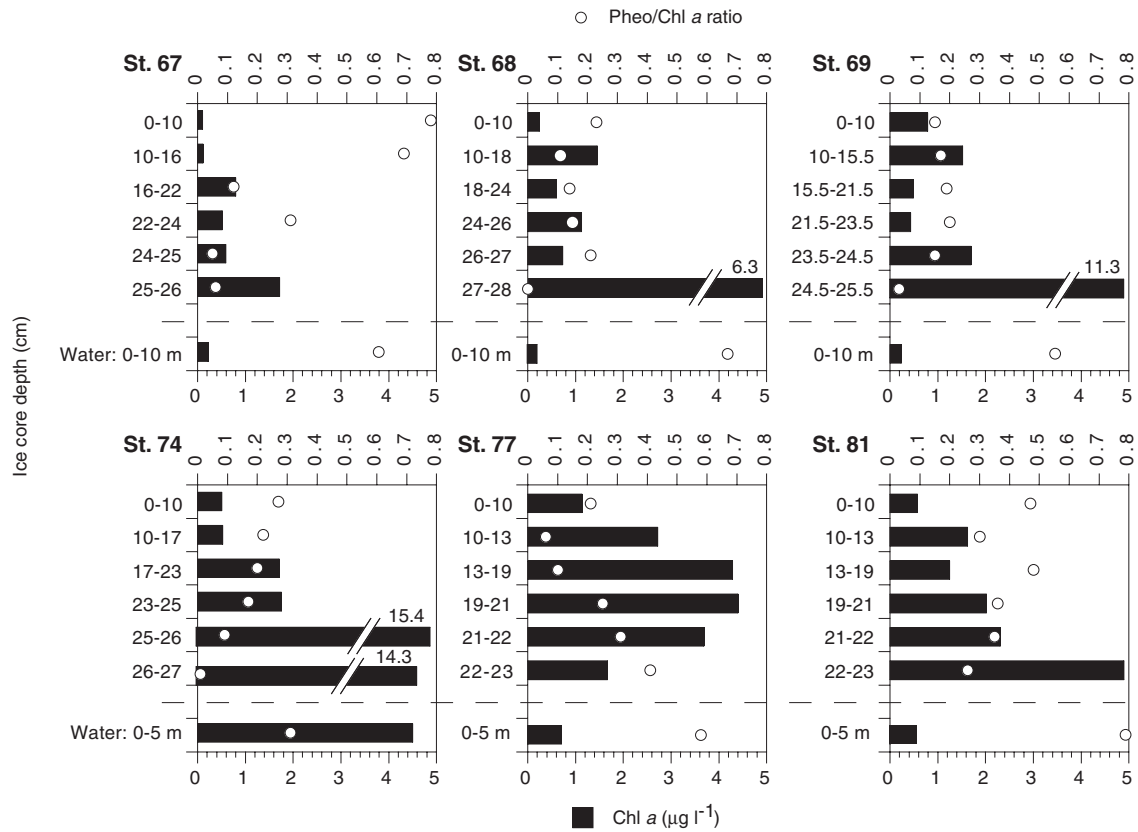 Pheo/Chl a ratio
St. 67 0 0.1 0.2 0.3 0.4 0.5 0.6 0.7 0.8
St. 68 0 0.1 0.2 0.3 0.4 0.5 0.6 0.7 0.8
St. 69 0 0.1 0.2 0.3 0.4 0.5 0.6 0.7 0.8
0-10 0-10 0-10
10-16 10-18 10-15.5
16-22 18-24 15.5-21.5
22-24 24-26 21.5-23.5
24-25 26-27 23.5-24.5
6.3 11.3
25-26 27-28 24.5-25.5
Water: 0-10 m 0-10 m 0-10 m
0 1 2 3 4 5 0 1 2 3 4 5 0 1 2 3 4 5
Ice core depth (cm)
St. 74 0 0.1 0.2 0.3 0.4 0.5 0.6 0.7 0.8
St. 77 0 0.1 0.2 0.3 0.4 0.5 0.6 0.7 0.8
St. 81 0 0.1 0.2 0.3 0.4 0.5 0.6 0.7 0.8
0-10 0-10 0-10
10-17 10-13 10-13
17-23 13-19 13-19
23-25 19-21 19-21
15.4
25-26 21-22 21-22
14.3
26-27 22-23 22-23
Water: 0-5 m 0-5 m 0-5 m
0 1 2 3 4 5 0 1 2 3 4 5 0 1 2 3 4 5
Chl a (μg l⁻¹)